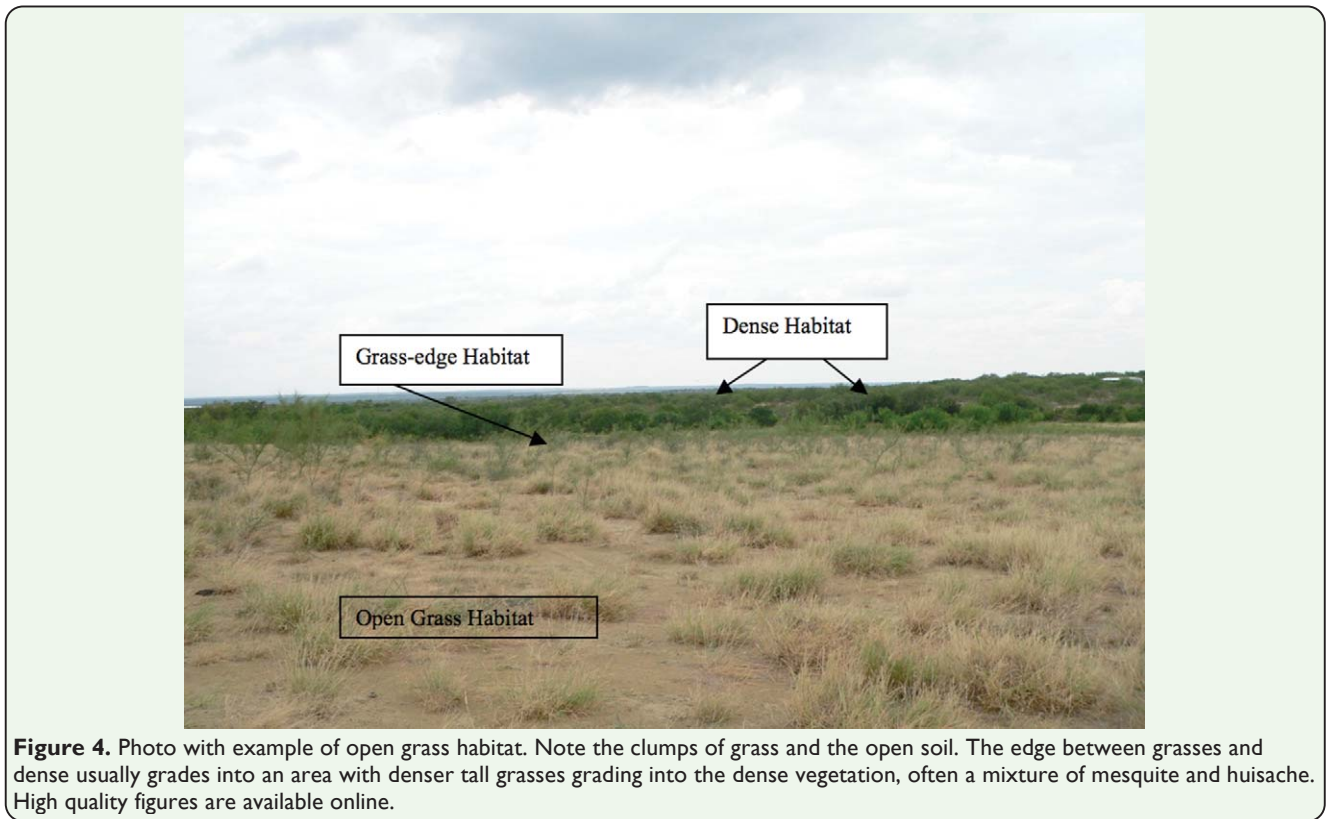 Dense Habitat
Grass-edge Habitat
Open Grass Habitat
Figure 4. Photo with example of open grass habitat. Note the clumps of grass and the open soil. The edge between grasses and
dense usually grades into an area with denser tall grasses grading into the dense vegetation, often a mixture of mesquite and huisache.
High quality figures are available online.